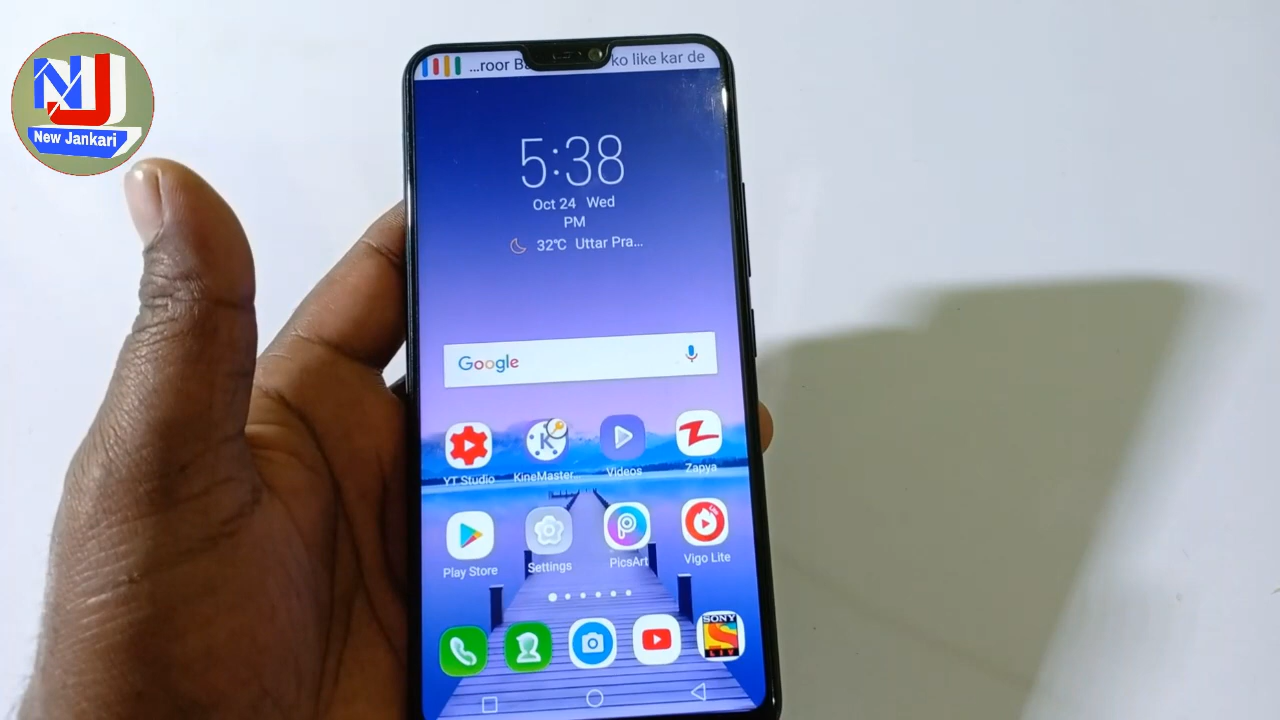 NJ
New Jankari
...roor Ba ko like kar de
5:38
Oct 24 Wed
PM
32°C Uttar Pra...
Google
YT Studio
KineMaster
Videos
Zapya
Play Store
Settings
PicsArt
Vigo Lite
SONY
LIV